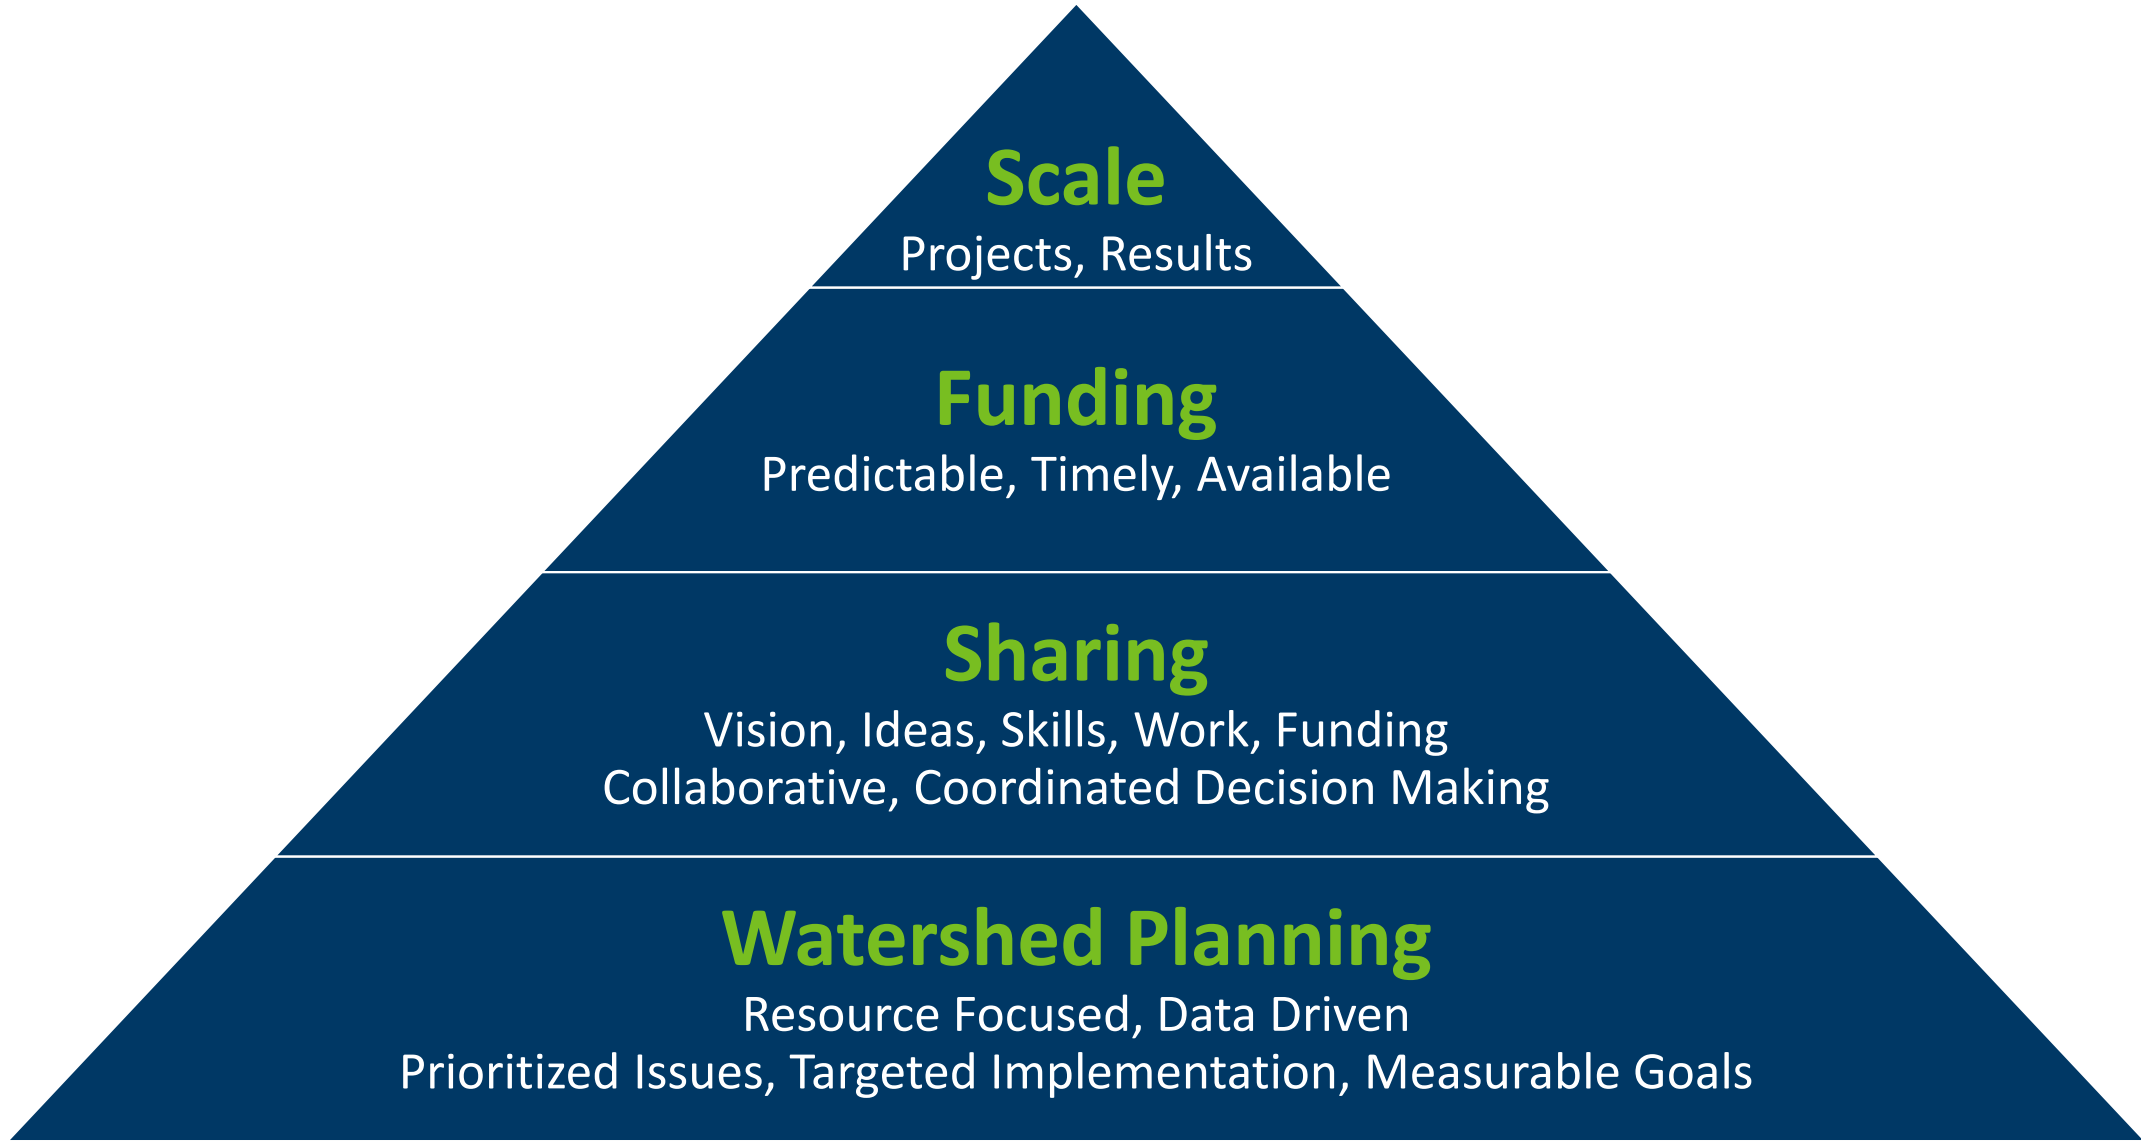 Scale
Projects, Results
Funding
Predictable, Timely, Available
Sharing
Vision, Ideas, Skills, Work, Funding
Collaborative, Coordinated Decision Making
Watershed Planning
Resource Focused, Data Driven
Prioritized Issues, Targeted Implementation, Measurable Goals